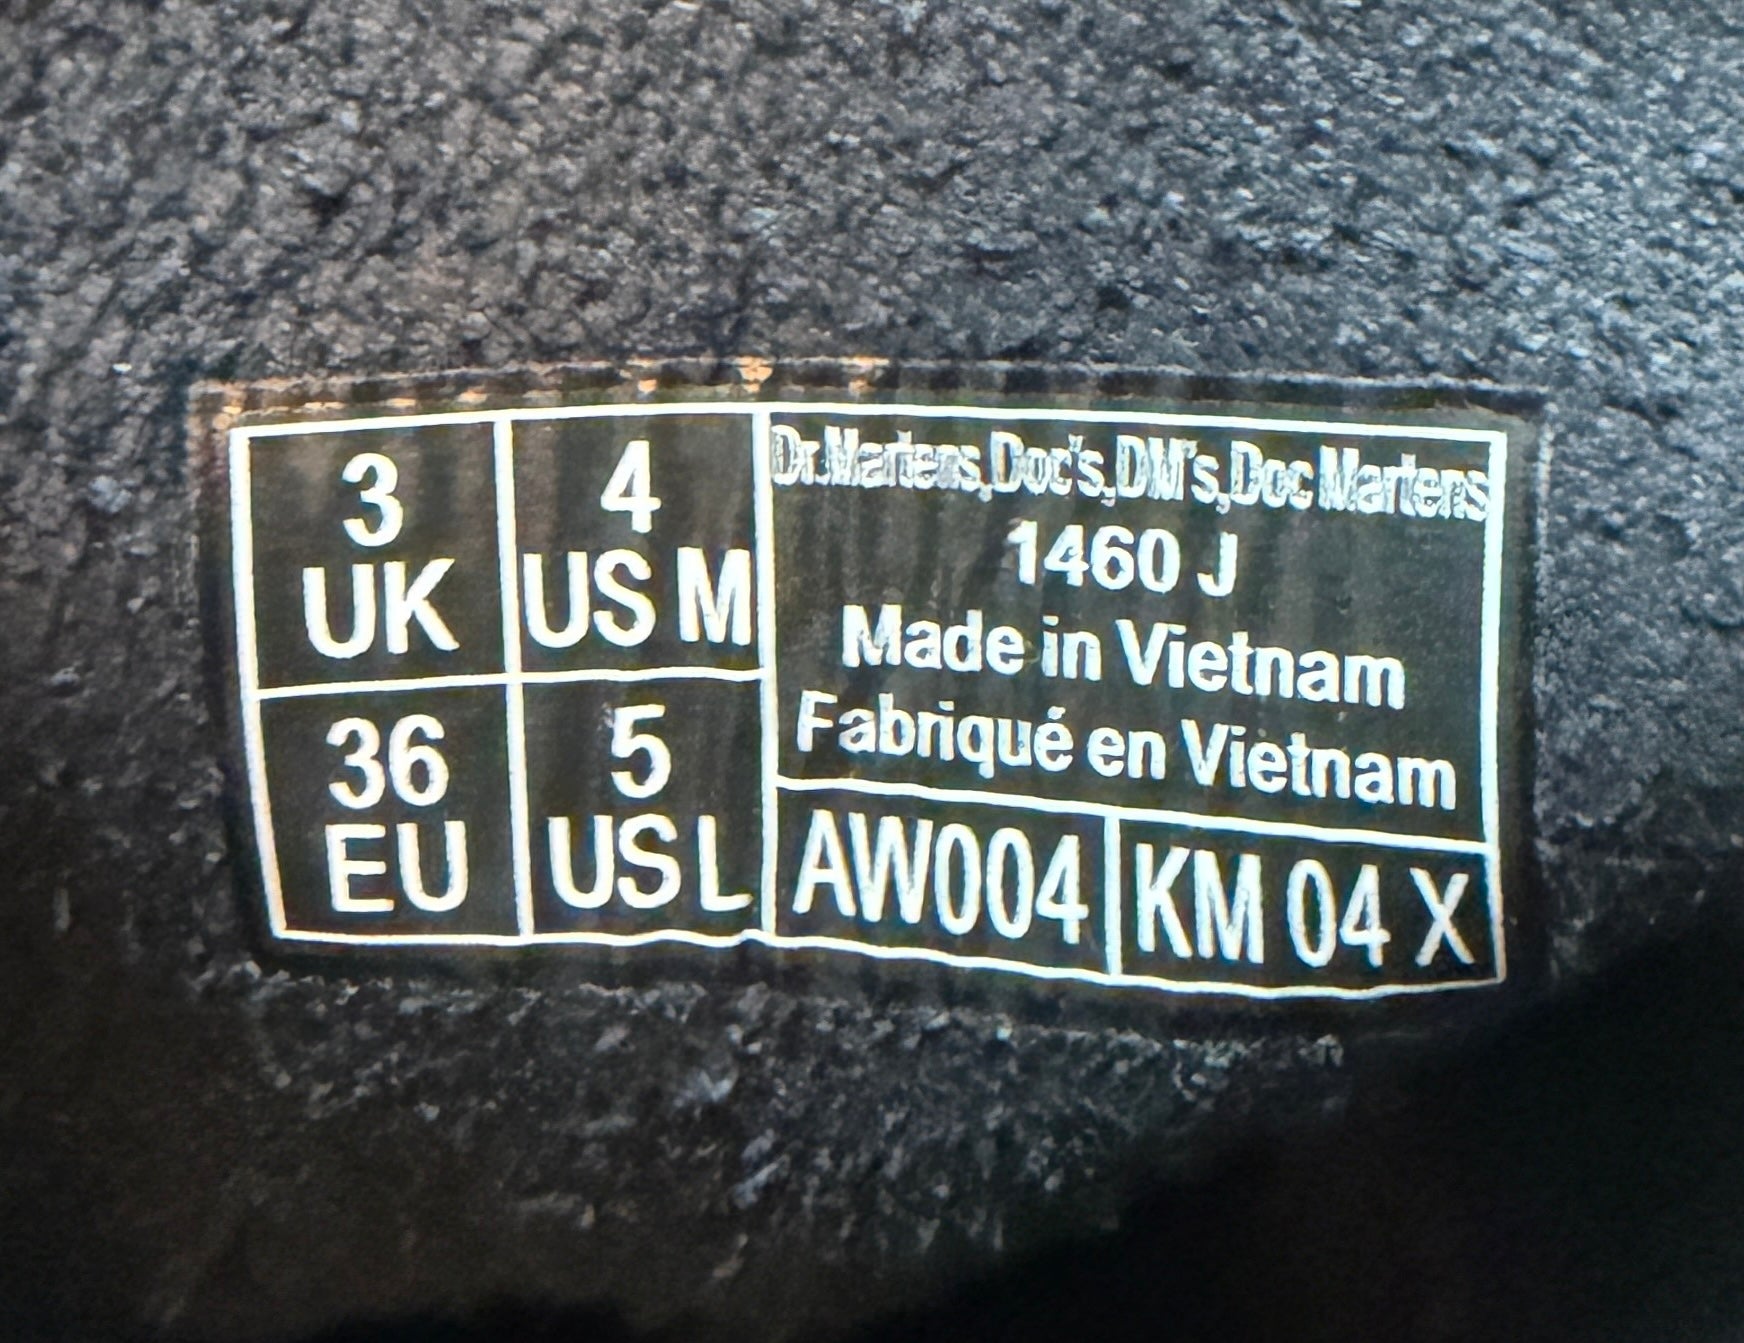 3
UK
4
US M
36
EU
5
US L
Dr.Martens,Doc's,DM's,Doc Martens
1460 J
Made in Vietnam
Fabriqué en Vietnam
AW004
KM 04 X